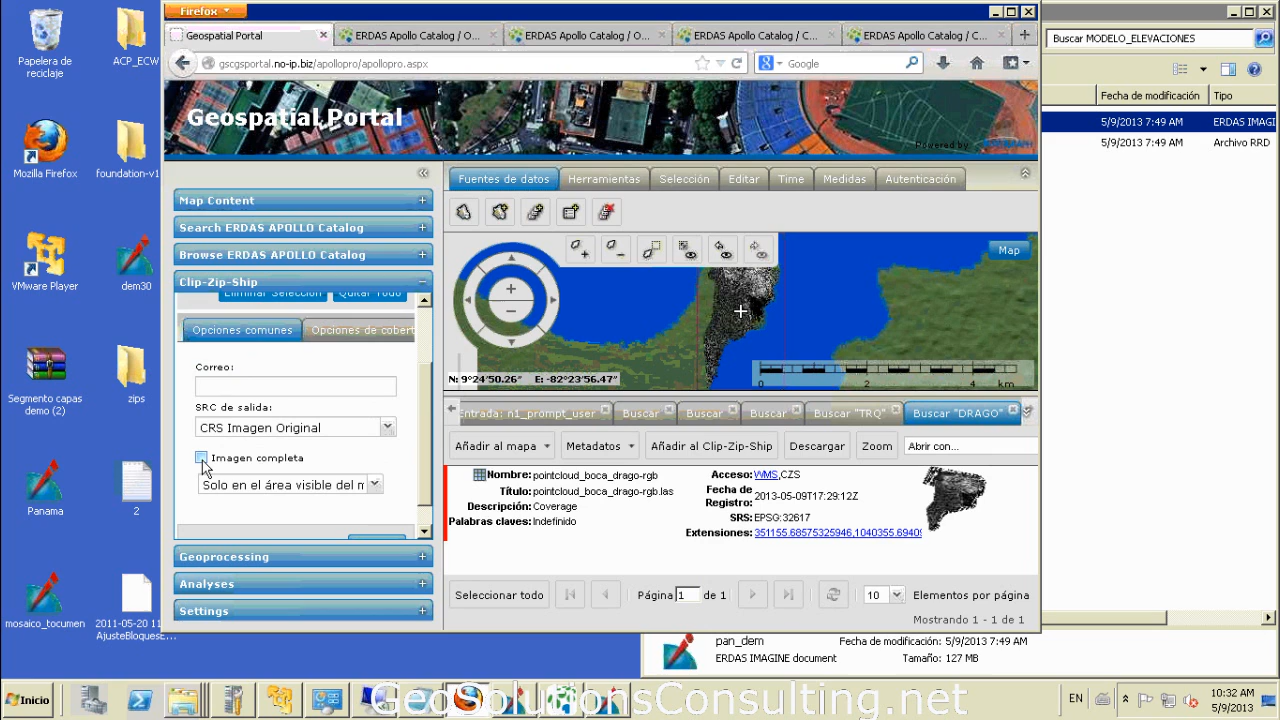 Papelera de
reciclaje
ACP_ECW
Mozilla Firefox
foundation-v1
VMware Player
dem30
Segmento capas
demo (2)
zips
Panama
2
mosaico_tocumen
2011-05-20 11
AjusteBloquesE...
Firefox
Geospatial Portal
ERDAS Apollo Catalog / O...
ERDAS Apollo Catalog / O...
ERDAS Apollo Catalog / C...
ERDAS Apollo Catalog / C...
gscgsportal.no-ip.biz/apollopro/apollopro.aspx
Google
Geospatial Portal
Powered by
Map Content
Search ERDAS APOLLO Catalog
Browse ERDAS APOLLO Catalog
Clip-Zip-Ship
Eliminar Selección
Quitar Todo
Opciones comunes
Opciones de cobert
Correo:
SRC de salida:
CRS Imagen Original
Imagen completa
Solo en el área visible del m
Geoprocessing
Analyses
Settings
Fuentes de datos
Herramientas
Selección
Editar
Time
Medidas
Autenticación
Map
N: 9°24'50.26" E: -82°23'56.47"
0 2 4 km
Entrada: n1_prompt_user
Buscar
Buscar
Buscar
Buscar "TRQ"
Buscar "DRAGO"
Añadir al mapa
Metadatos
Añadir al Clip-Zip-Ship
Descargar
Zoom
Abrir con...
Nombre: pointcloud_boca_drago-rgb
Título: pointcloud_boca_drago-rgb.las
Descripción: Coverage
Palabras claves: Indefinido
Acceso: WMS,CZS
Fecha de
Registro: 2013-05-09T17:29:12Z
SRS: EPSG:32617
Extensiones: 351155.68575325946,1040355.69409
Seleccionar todo
Página 1 de 1
10
Elementos por página
Mostrando 1 - 1 de 1
Buscar MODELO_ELEVACIONES
Fecha de modificación
Tipo
5/9/2013 7:49 AM
ERDAS IMAGI
5/9/2013 7:49 AM
Archivo RRD
pan_dem
ERDAS IMAGINE document
Fecha de modificación: 5/9/2013 7:49 AM
Tamaño: 127 MB
Inicio
GeoSolutionsConsulting.net
EN
10:32 AM
5/9/2013